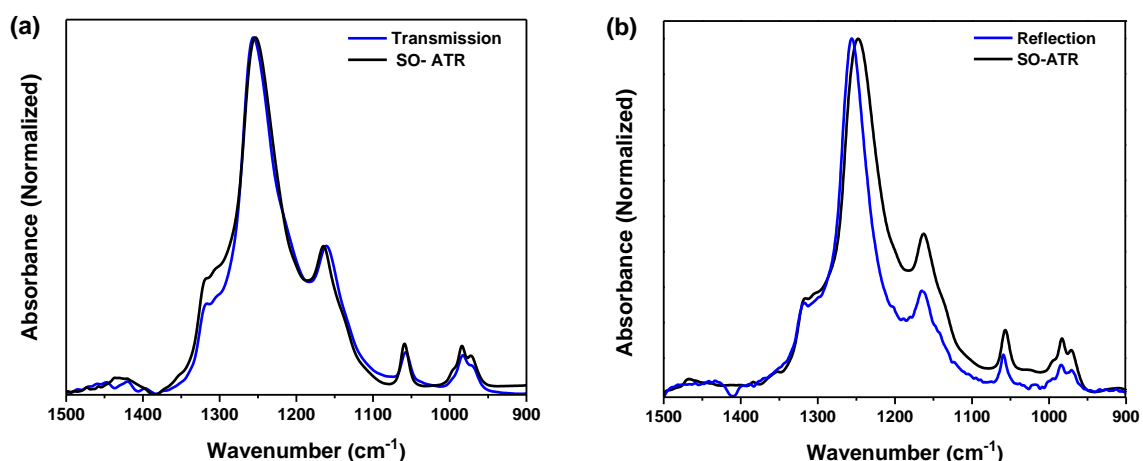 (a)
Transmission
SO- ATR
Absorbance (Normalized)
1500 1400 1300 1200 1100 1000 900
Wavenumber (cm-1)
(b)
Reflection
SO-ATR
Absorbance (Normalized)
1500 1400 1300 1200 1100 1000 900
Wavenumber (cm-1)